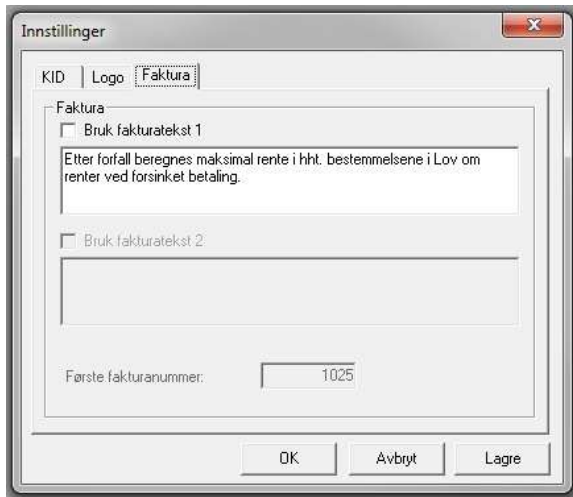 Innstillinger
KID Logo Faktura
Faktura
Bruk fakturatekst 1
Etter forfall beregnes maksimal rente i hht. bestemmelsene i Lov om
renter ved forsinket betaling.
Bruk fakturatekst 2
Første fakturanummer: 1025
OK Avbryt Lagre